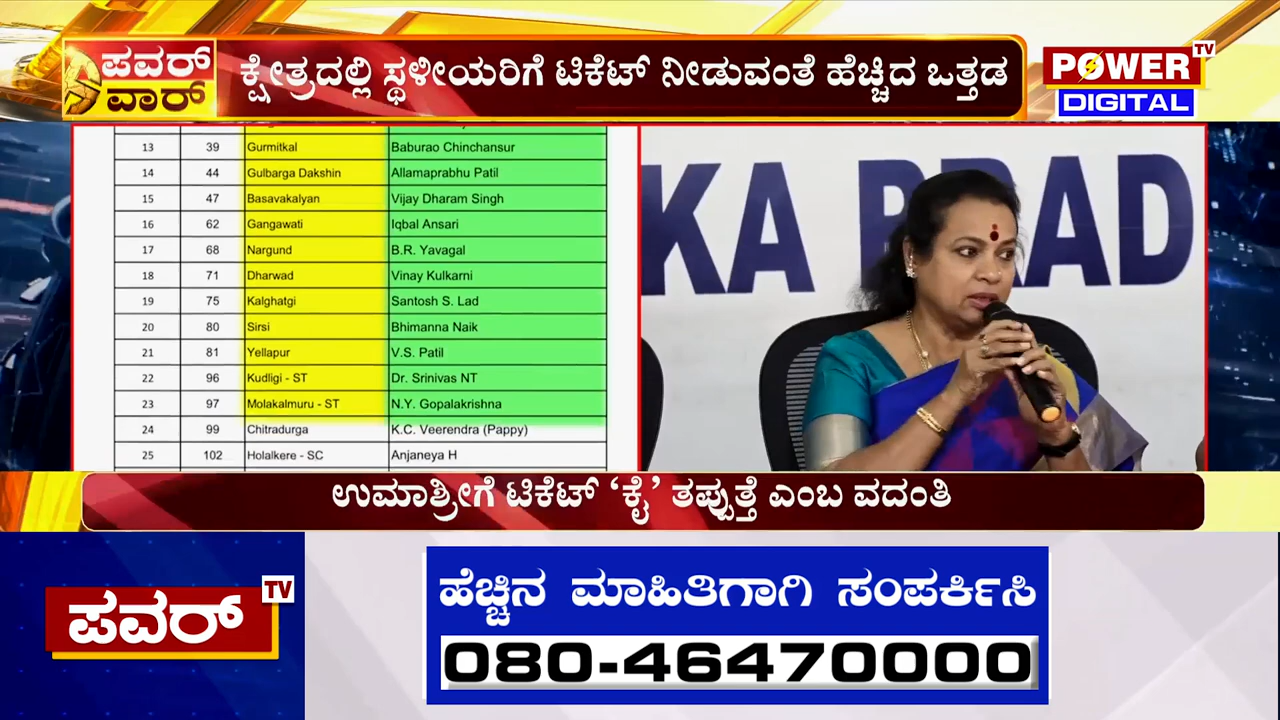 ಪವರ್
ವಾರ್
ಕ್ಷೇತ್ರದಲ್ಲಿ ಸ್ಥಳೀಯರಿಗೆ ಟಿಕೆಟ್ ನೀಡುವಂತೆ ಹೆಚ್ಚಿದ ಒತ್ತಡ
POWER TV
DIGITAL
13 39 Gurmitkal Baburao Chinchansur
14 44 Gulbarga Dakshin Allamaprabhu Patil
15 47 Basavakalyan Vijay Dharam Singh
16 62 Gangawati Iqbal Ansari
17 68 Nargund B.R. Yavagal
18 71 Dharwad Vinay Kulkarni
19 75 Kalghatgi Santosh S. Lad
20 80 Sirsi Bhimanna Naik
21 81 Yellapur V.S. Patil
22 96 Kudligi - ST Dr. Srinivas NT
23 97 Molakalmuru - ST N.Y. Gopalakrishna
24 99 Chitradurga K.C. Veerendra (Pappy)
25 102 Holalkere - SC Anjaneya H
KA PRAD
ಉಮಾಶ್ರೀಗೆ ಟಿಕೆಟ್ ‘ಕೈ’ ತಪ್ಪುತ್ತೆ ಎಂಬ ವದಂತಿ
ಪವರ್ TV
ಹೆಚ್ಚಿನ ಮಾಹಿತಿಗಾಗಿ ಸಂಪರ್ಕಿಸಿ
080-46470000